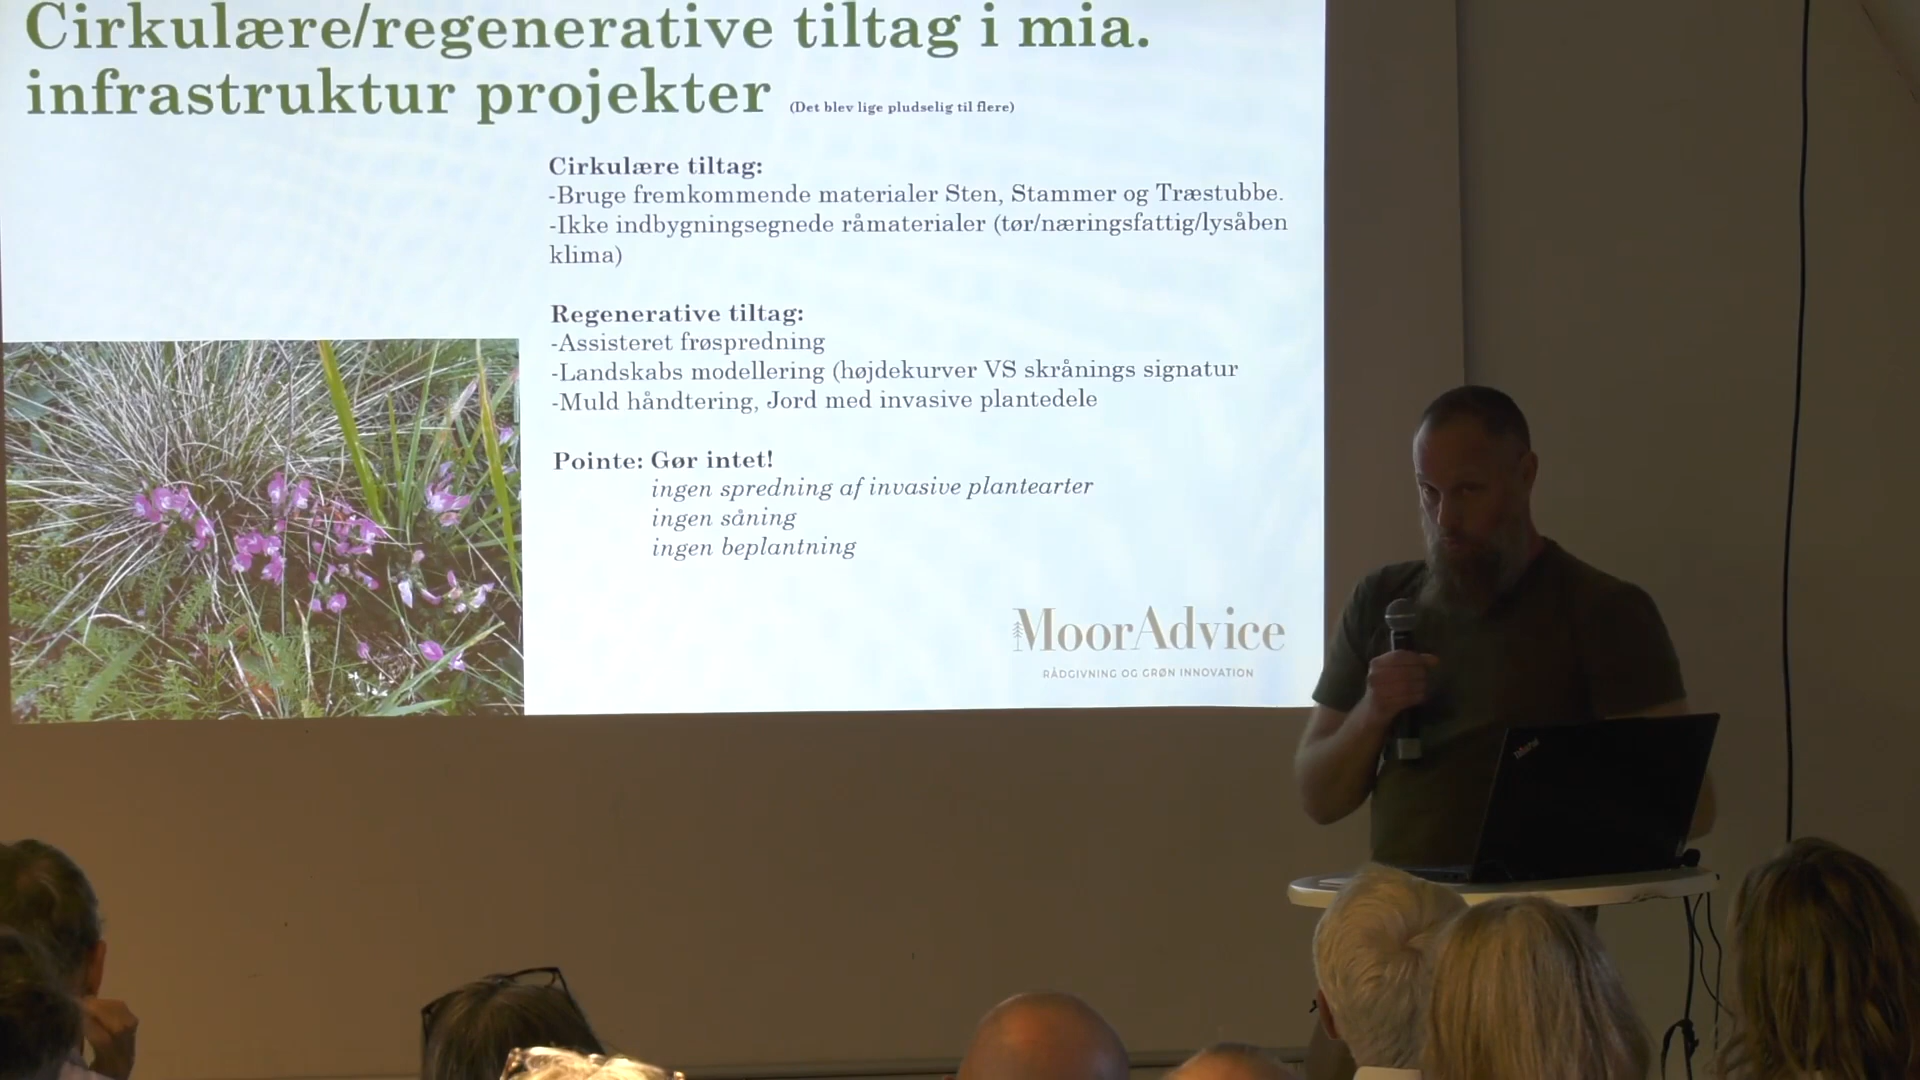 Cirkulære/regenerative tiltag i mia.
infrastruktur projekter (Det blev lige pludselig til flere)
Cirkulære tiltag:
-Bruge fremkommende materialer Sten, Stammer og Træstubbe.
-Ikke indbygningsegnede råmaterialer (tør/næringsfattig/lysåben
klima)
Regenerative tiltag:
-Assisteret frøspredning
-Landskabs modellering (højdekurver VS skrånings signatur
-Muld håndtering, Jord med invasive plantedele
Pointe: Gør intet!
ingen spredning af invasive plantearter
ingen såning
ingen beplantning
MoorAdvice
RÅDGIVNING OG GRØN INNOVATION